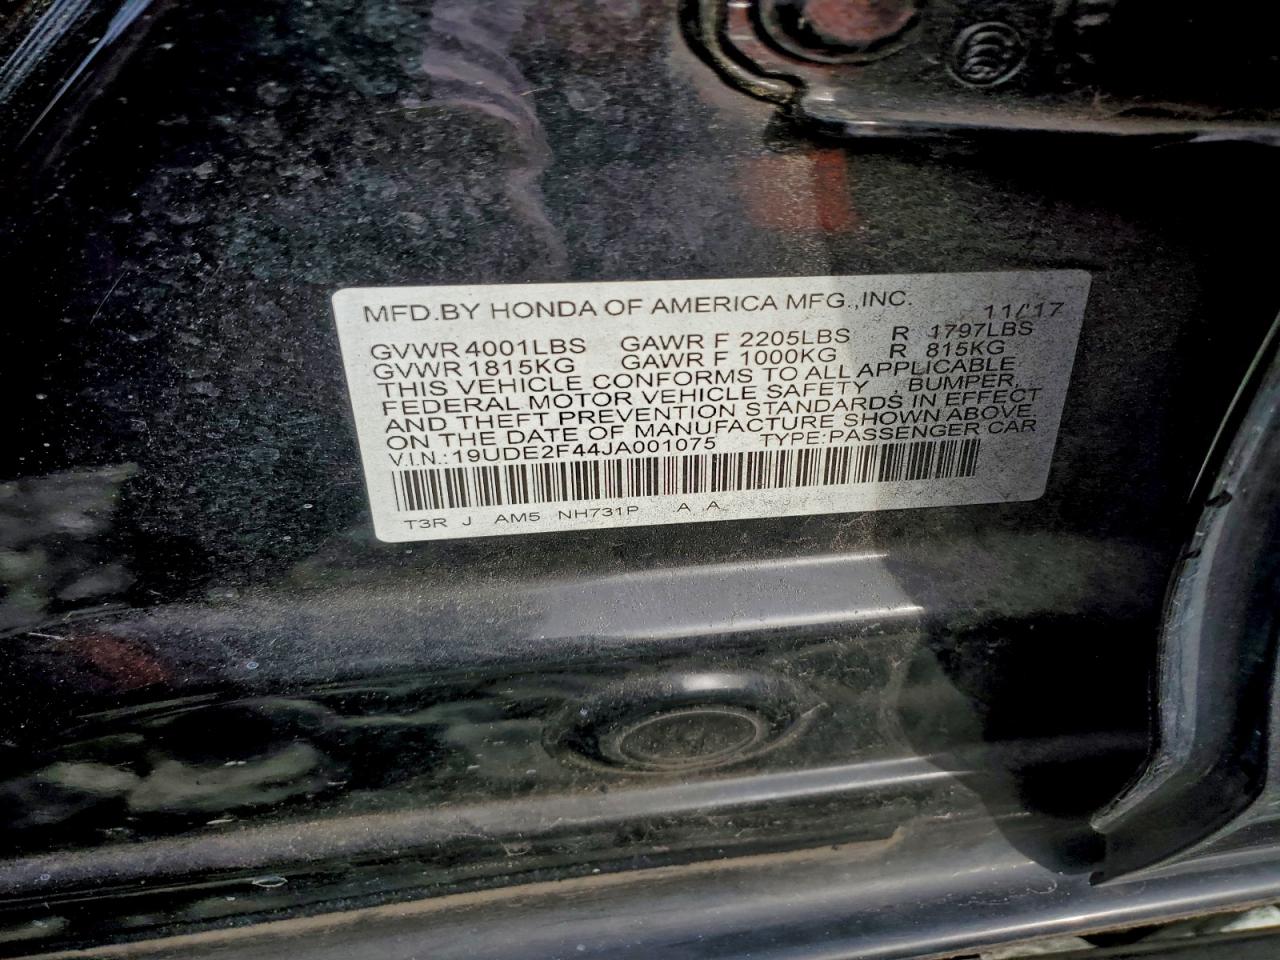 MFD.BY HONDA OF AMERICA MFG.,INC. 11/'17
GVWR 4001LBS GAWR F 2205LBS R 1797LBS
GVWR 1815KG GAWR F 1000KG R 815KG
THIS VEHICLE CONFORMS TO ALL APPLICABLE
FEDERAL MOTOR VEHICLE SAFETY BUMPER,
AND THEFT PREVENTION STANDARDS IN EFFECT
ON THE DATE OF MANUFACTURE SHOWN ABOVE
V.I.N.: 19UDE2F44JA001075 TYPE:PASSENGER CAR
T3R J AM5 NH731P A A